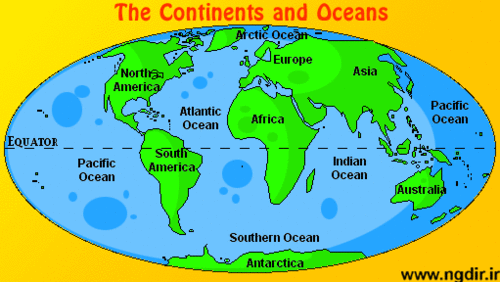 The Continents and Oceans
Arctic Ocean
Europe
North
America
Asia
Atlantic
Ocean
Africa
Pacific
Ocean
EQUATOR
Pacific
Ocean
South
America
Indian
Ocean
Australia
Southern Ocean
Antarctica
www.ngdir.ir